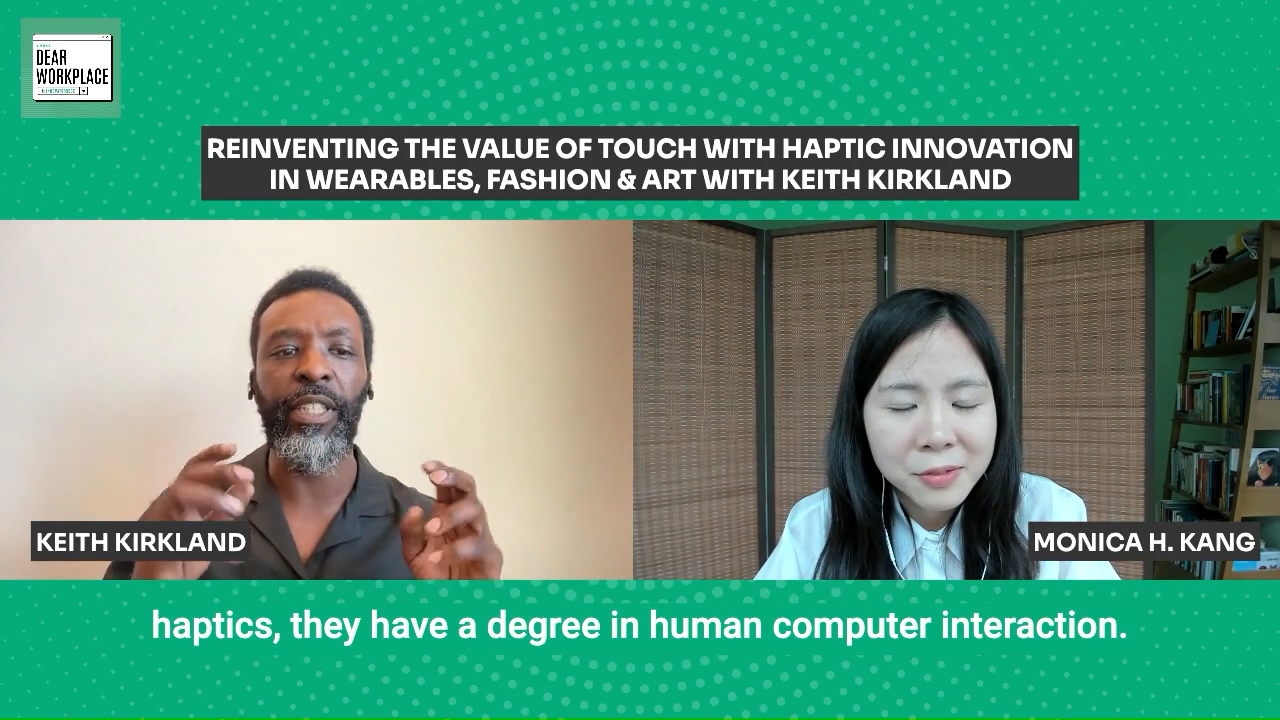 DEAR
WORKPLACE
REINVENTING THE VALUE OF TOUCH WITH HAPTIC INNOVATION
IN WEARABLES, FASHION & ART WITH KEITH KIRKLAND
KEITH KIRKLAND
MONICA H. KANG
haptics, they have a degree in human computer interaction.